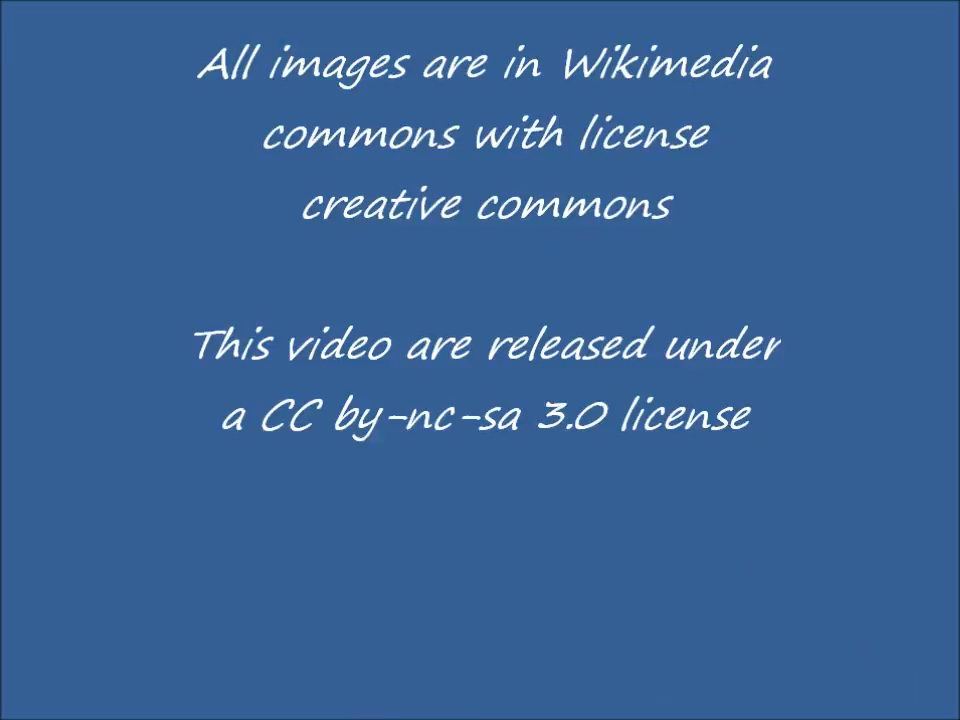 All images are in Wikimedia
commons with license
creative commons
This video are released under
a CC by-nc-sa 3.0 license